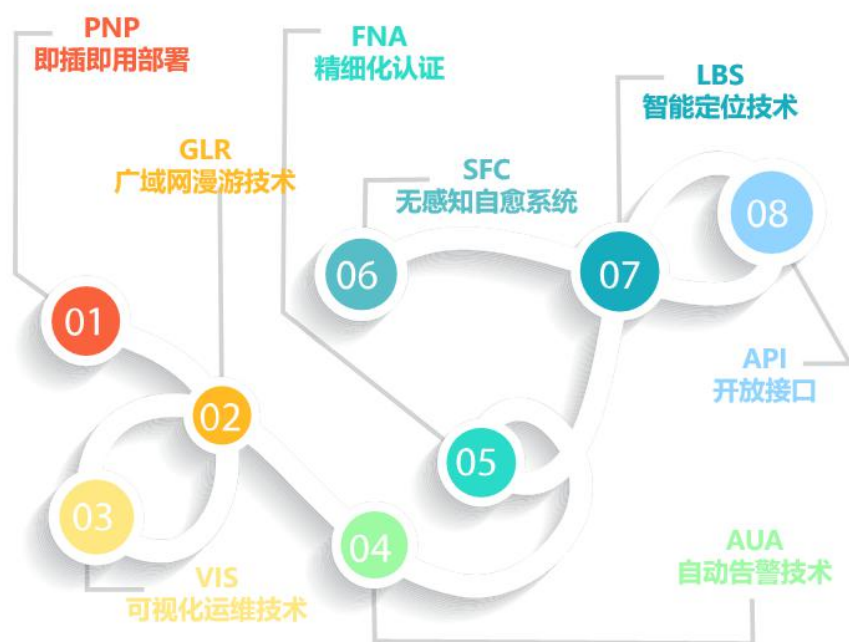 PNP
即插即用部署
FNA
精细化认证
LBS
智能定位技术
GLR
广域网漫游技术
SFC
无感知自愈系统
08
06
07
01
API
开放接口
02
05
03
04
AUA
自动告警技术
VIS
可视化运维技术